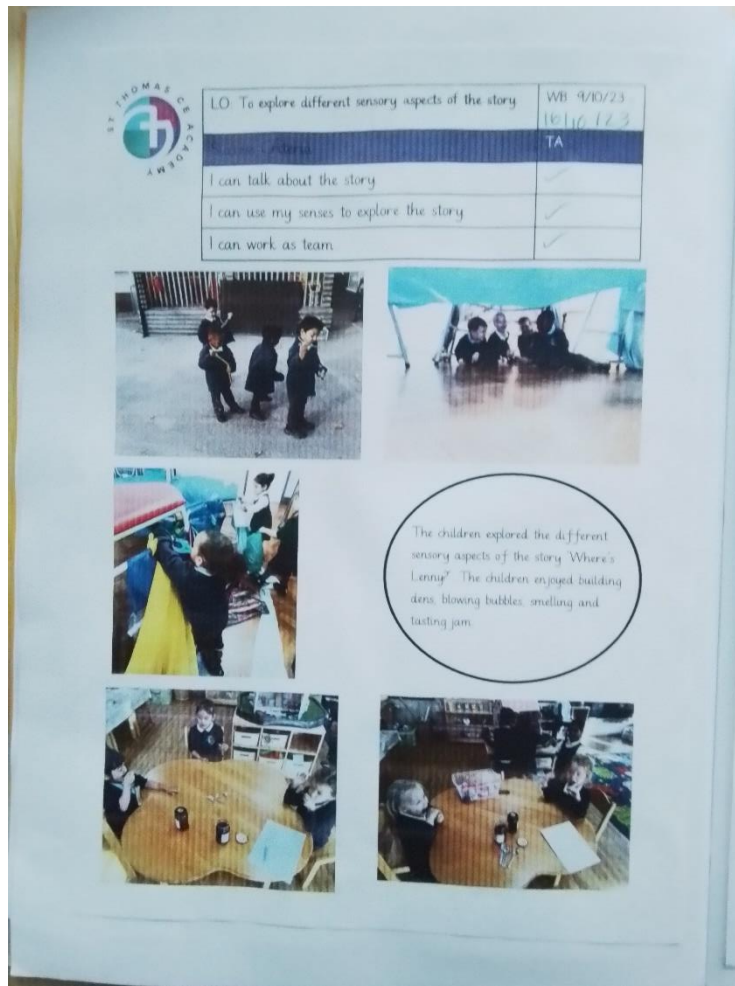 ST THOMAS CE ACADEMY
LO: To explore different sensory aspects of the story
WB 9/10/23
16/10/23
Success Criteria
TA
I can talk about the story
I can use my senses to explore the story
I can work as team
The children explored the different
sensory aspects of the story 'Where's
Lenny?' The children enjoyed building
dens, blowing bubbles, smelling and
tasting jam.